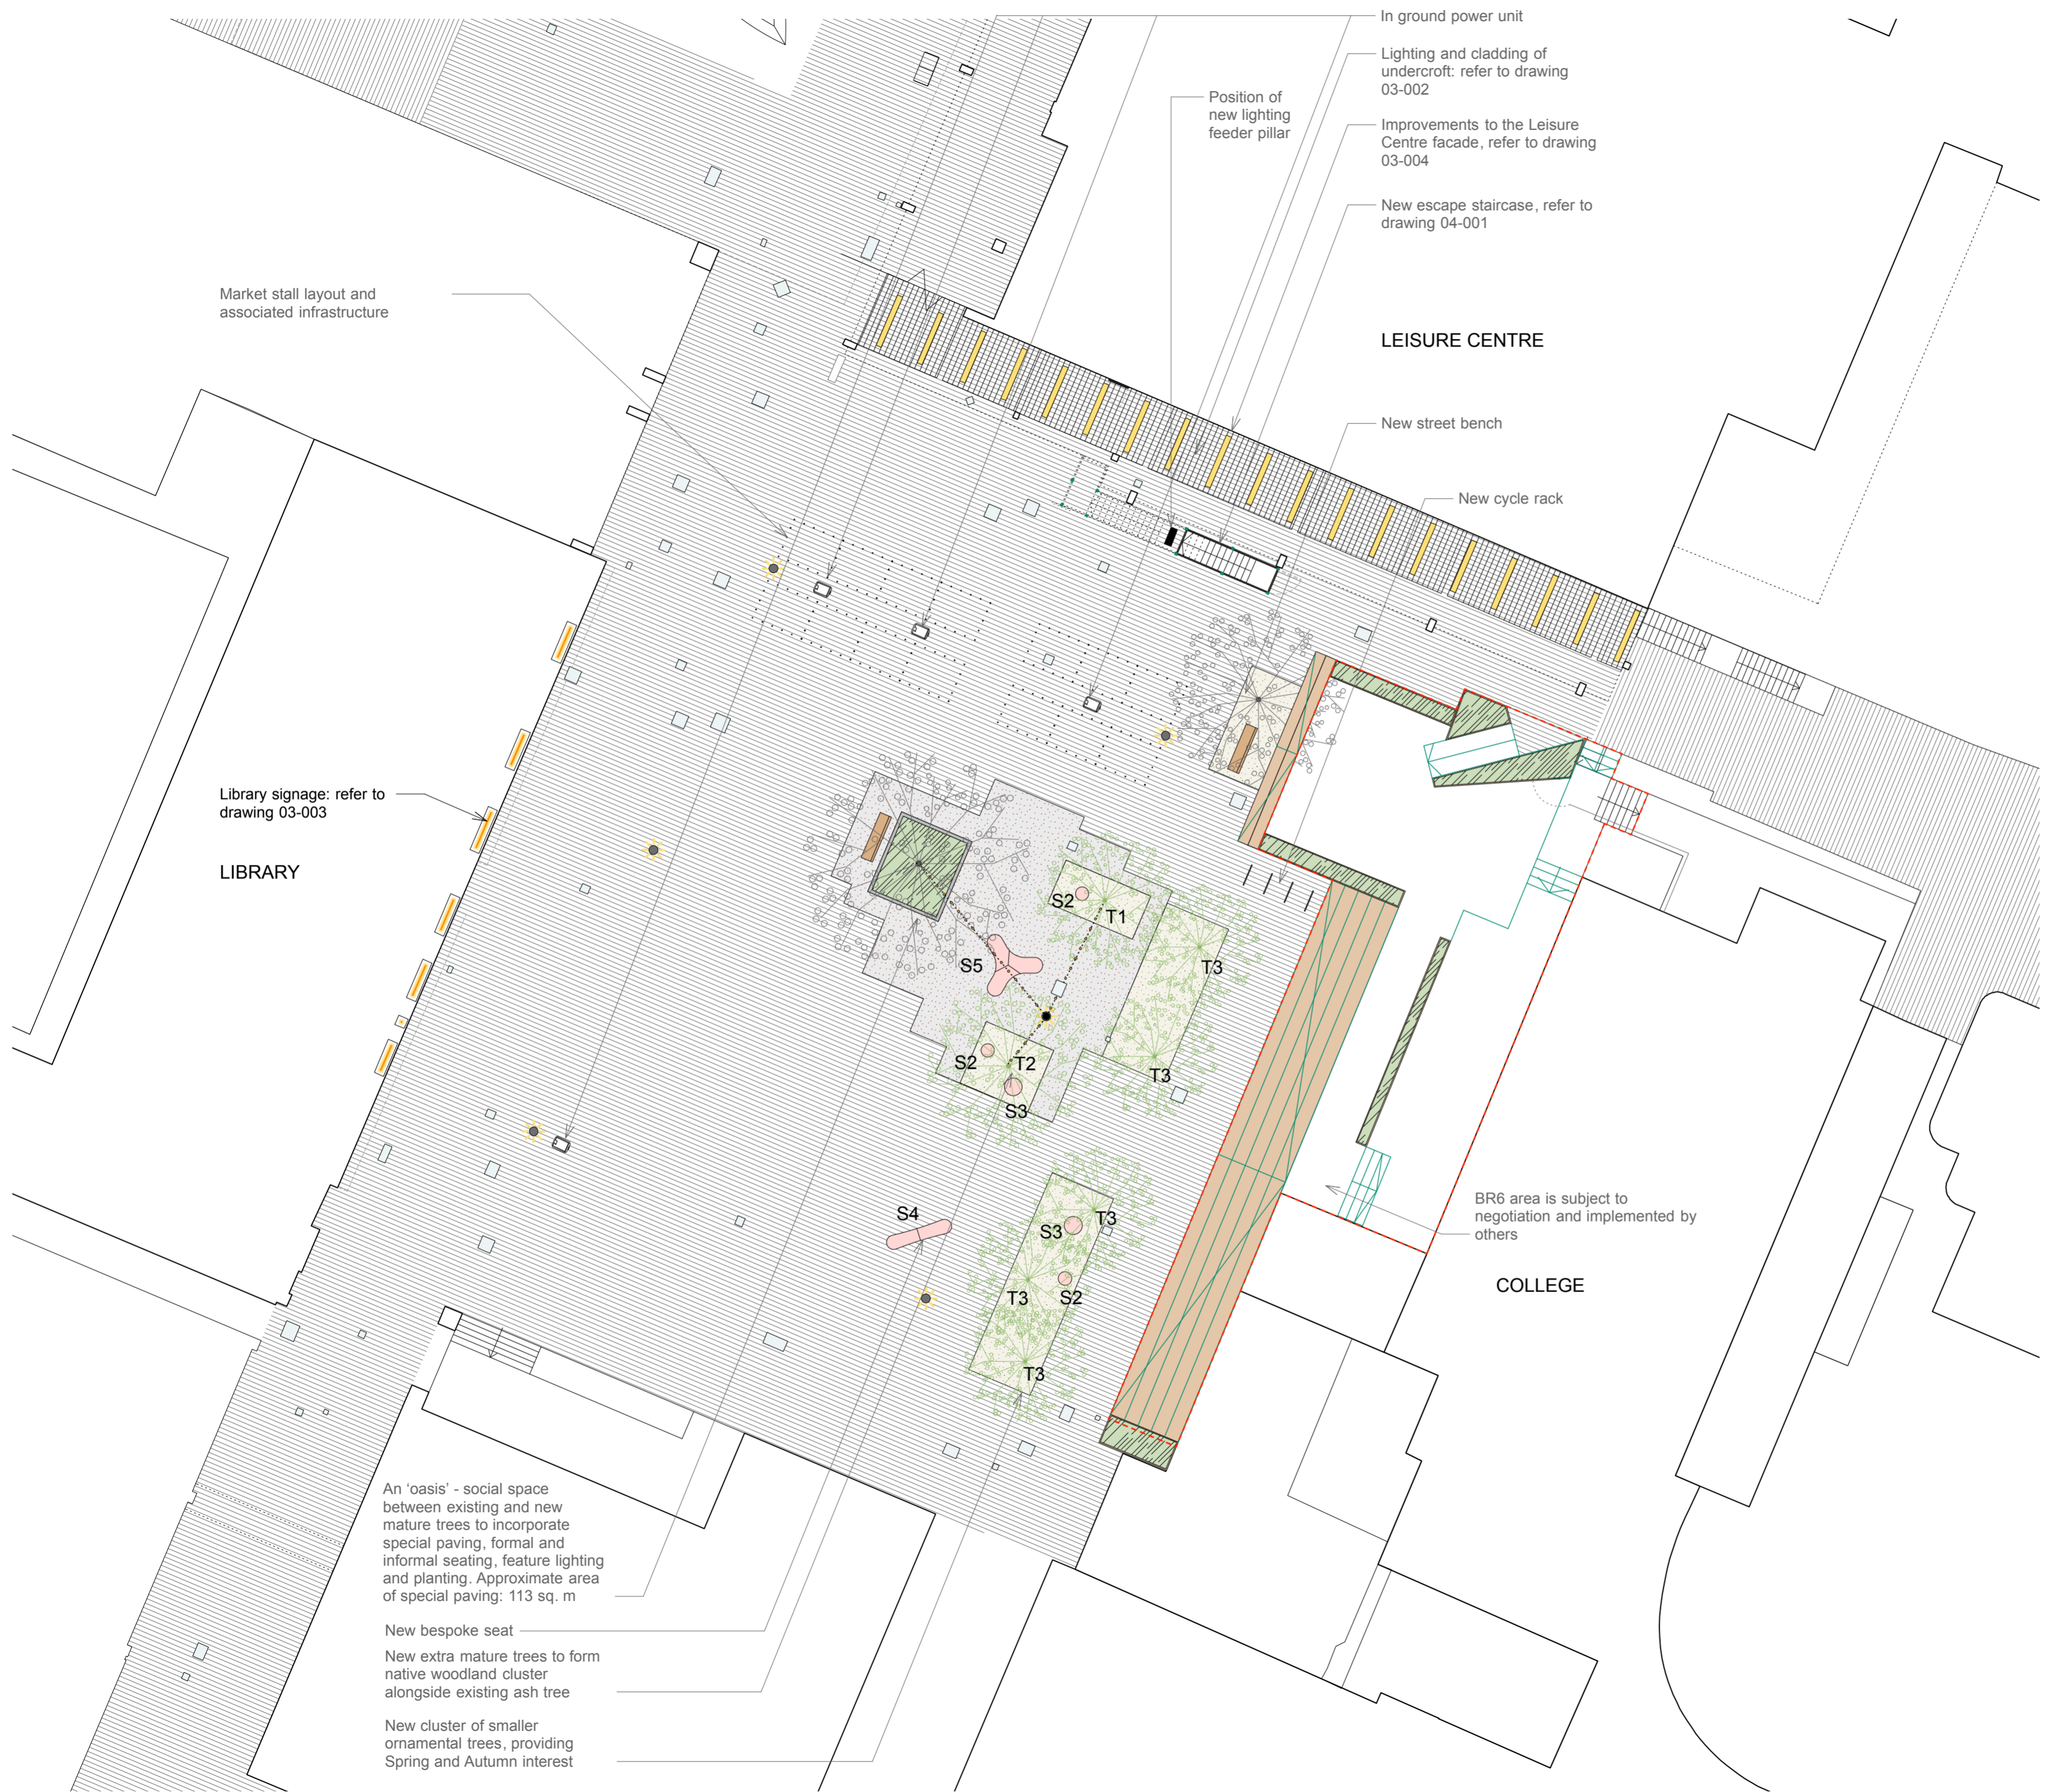 In ground power unit
Lighting and cladding of
undercroft: refer to drawing
03-002
Position of
new lighting
feeder pillar
Improvements to the Leisure
Centre facade, refer to drawing
03-004
New escape staircase, refer to
drawing 04-001
Market stall layout and
associated infrastructure
LEISURE CENTRE
New street bench
New cycle rack
Library signage: refer to
drawing 03-003
LIBRARY
S2
T1
S5
T3
S2
T2
T3
S3
S4
S3
T3
T3
S2
T3
BR6 area is subject to
negotiation and implemented by
others
COLLEGE
An ‘oasis’ - social space
between existing and new
mature trees to incorporate
special paving, formal and
informal seating, feature lighting
and planting. Approximate area
of special paving: 113 sq. m
New bespoke seat
New extra mature trees to form
native woodland cluster
alongside existing ash tree
New cluster of smaller
ornamental trees, providing
Spring and Autumn interest